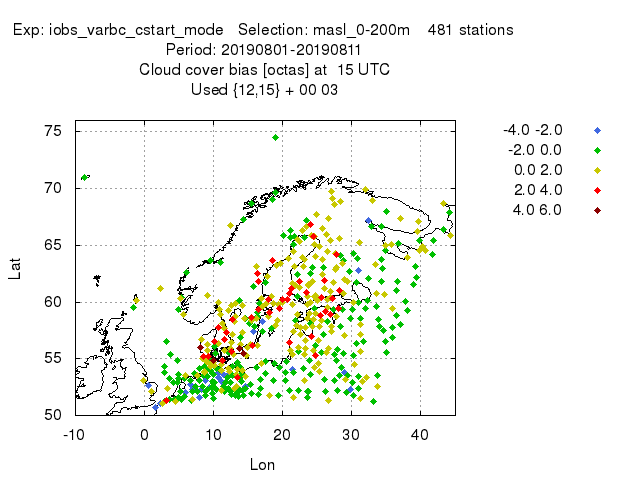 Exp: iobs_varbc_cstart_mode Selection: masl_0-200m 481 stations
Period: 20190801-20190811
Cloud cover bias [octas] at 15 UTC
Used {12,15} + 00 03
-4.0 -2.0
-2.0 0.0
0.0 2.0
2.0 4.0
4.0 6.0
75
70
65
60
55
50
Lat
-10 0 10 20 30 40
Lon